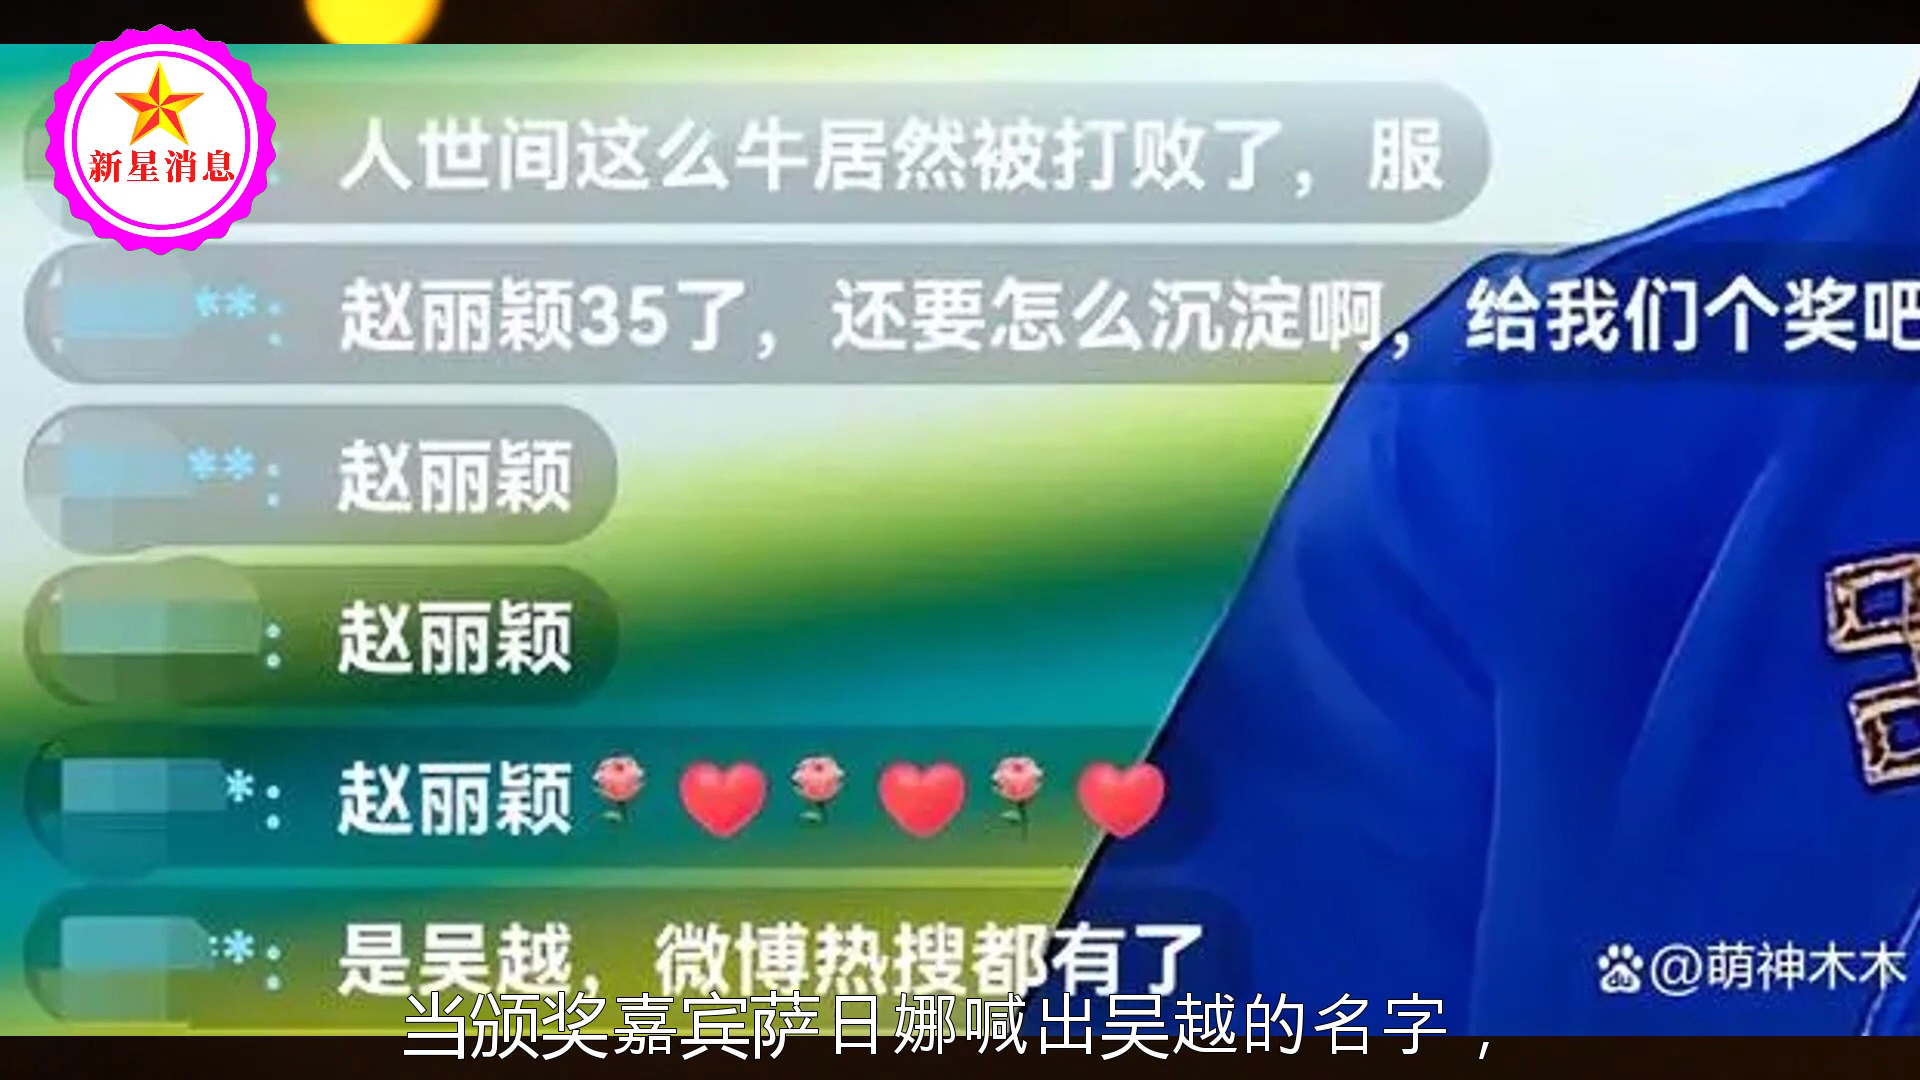 新星消息
人世间这么牛居然被打败了，服
**：赵丽颖35了，还要怎么沉淀啊，给我们个奖吧
**：赵丽颖
：赵丽颖
*：赵丽颖🌹❤️🌹❤️🌹❤️
*：是吴越，微博热搜都有了
@萌神木木
当颁奖嘉宾萨日娜喊出吴越的名字，